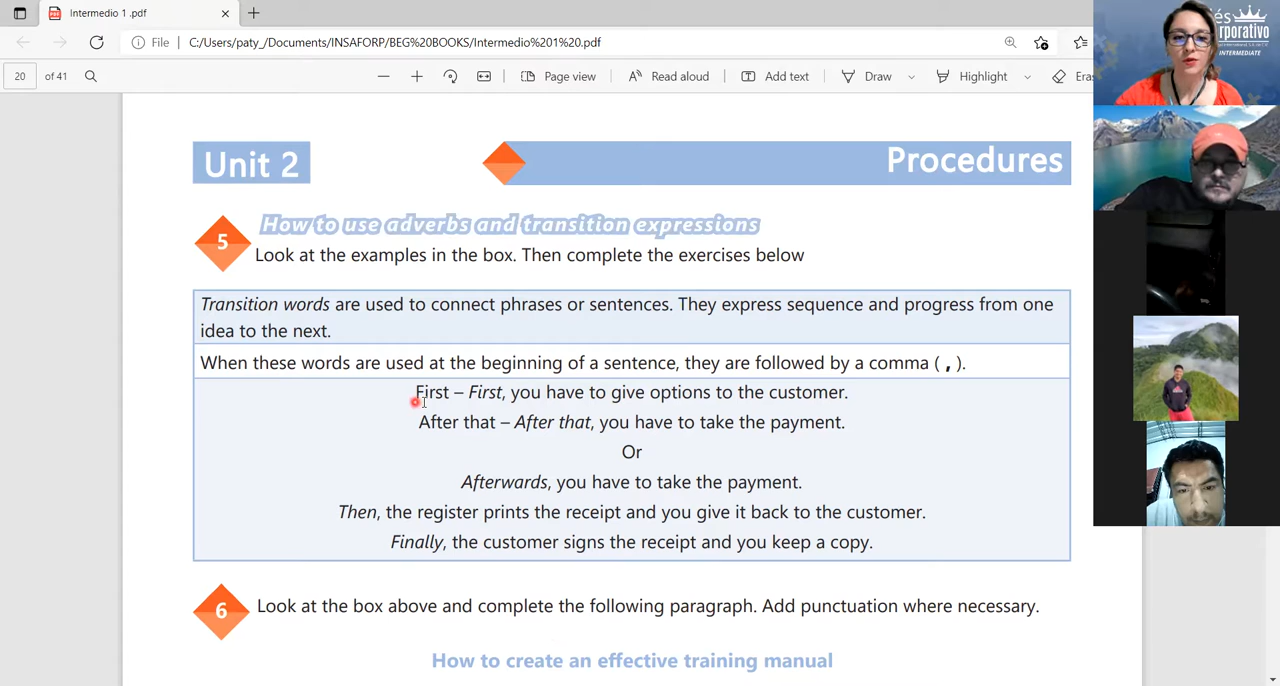 Intermedio 1 .pdf
File C:/Users/paty_/Documents/INSAFORP/BEG%20BOOKS/Intermedio%201%20.pdf
20 of 41
Page view
Read aloud
Add text
Draw
Highlight
Eras
és
rporativo
INTERMEDIATE
Unit 2
Procedures
5
How to use adverbs and transition expressions
Look at the examples in the box. Then complete the exercises below
Transition words are used to connect phrases or sentences. They express sequence and progress from one
idea to the next.
When these words are used at the beginning of a sentence, they are followed by a comma ( , ).
First – First, you have to give options to the customer.
After that – After that, you have to take the payment.
Or
Afterwards, you have to take the payment.
Then, the register prints the receipt and you give it back to the customer.
Finally, the customer signs the receipt and you keep a copy.
6
Look at the box above and complete the following paragraph. Add punctuation where necessary.
How to create an effective training manual